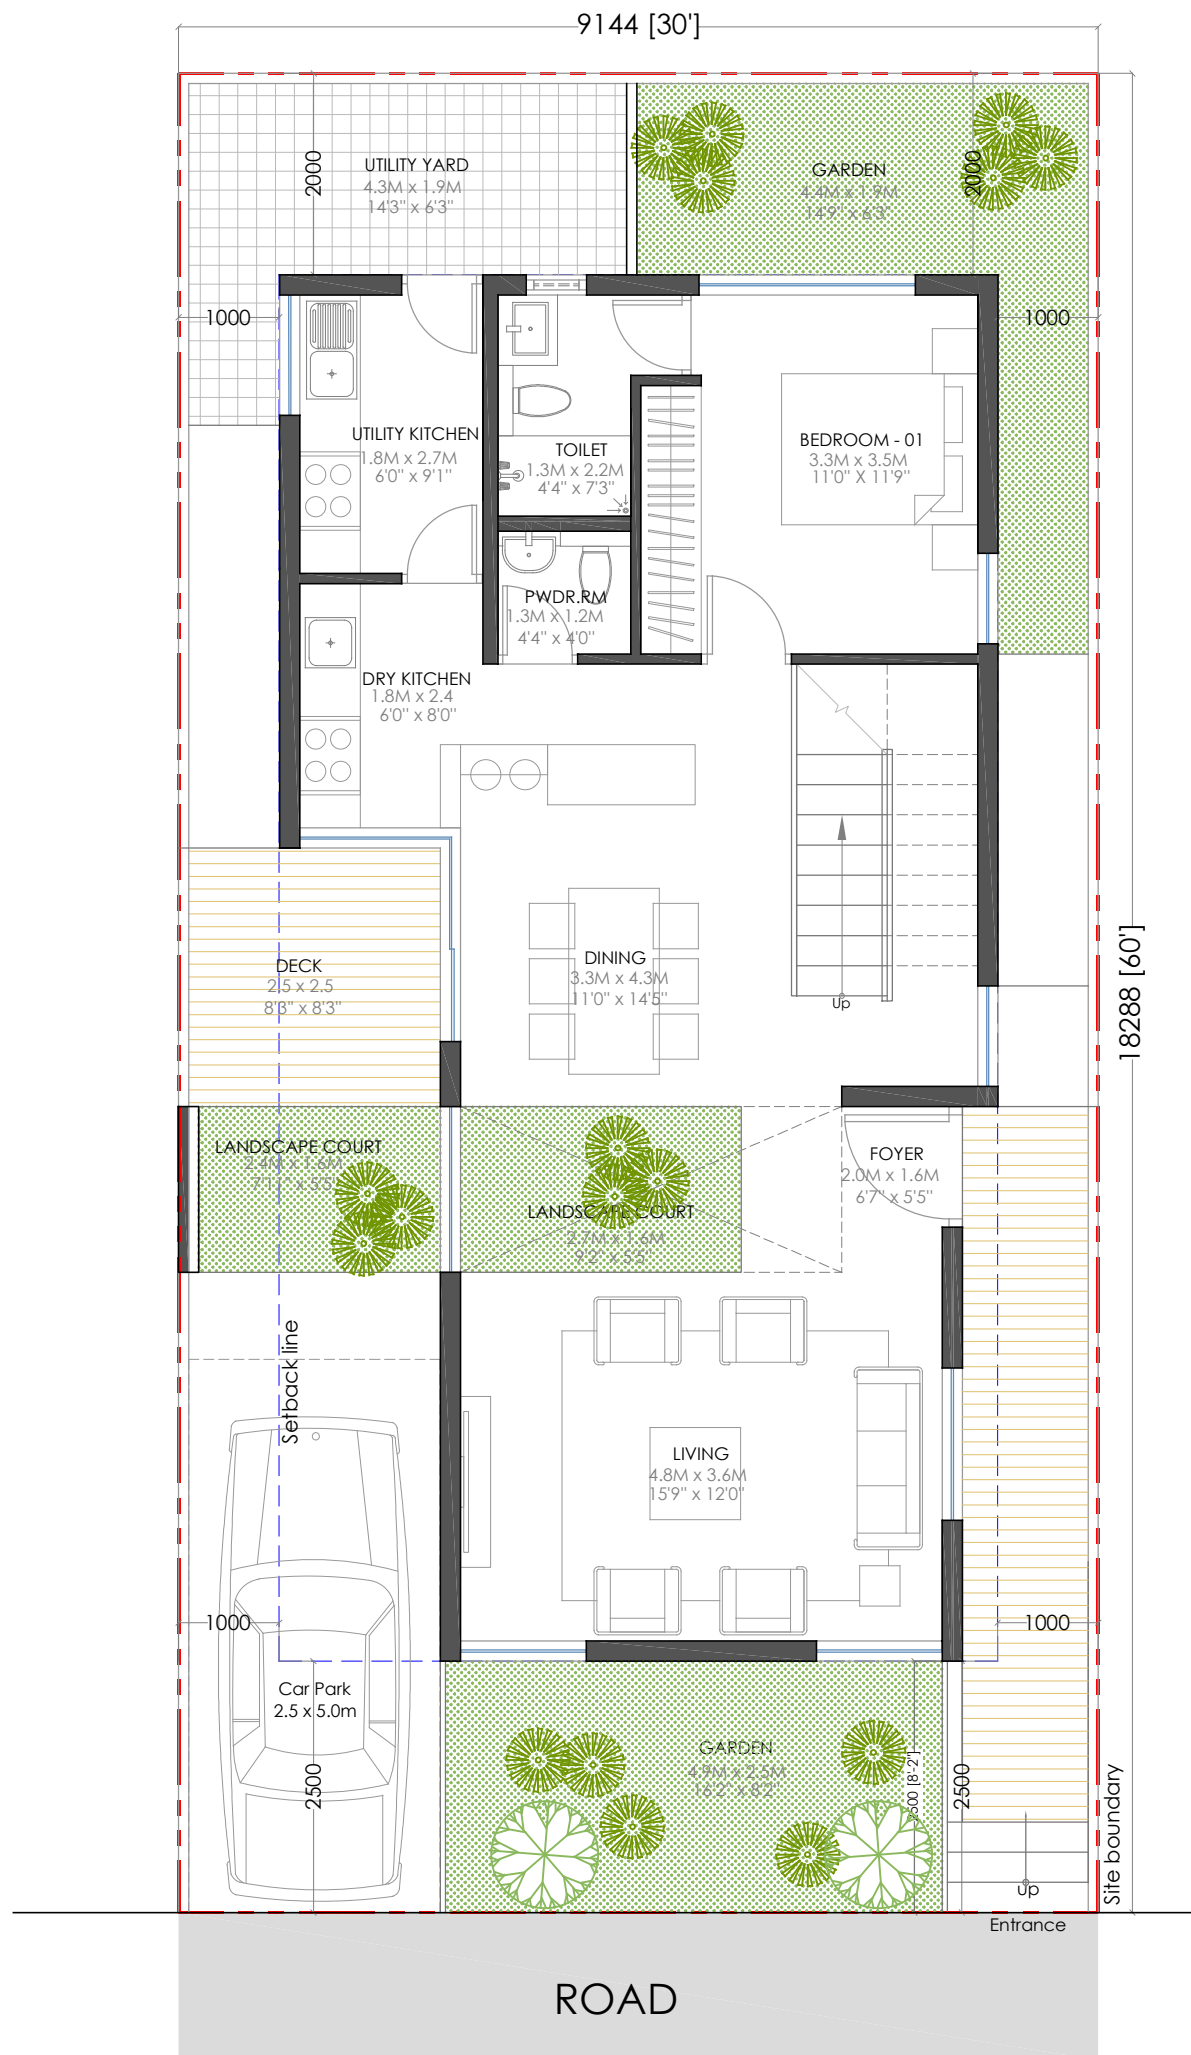 9144 [30']
UTILITY YARD
4.3M x 1.9M
14'3" x 6'3"
2000
GARDEN
4.4M x 1.9M
14'9" x 6'3"
2000
1000
1000
UTILITY KITCHEN
1.8M x 2.7M
6'0" x 9'1"
TOILET
1.3M x 2.2M
4'4" x 7'3"
BEDROOM - 01
3.3M x 3.5M
11'0" X 11'9"
PWDR.RM
1.3M x 1.2M
4'4" x 4'0"
DRY KITCHEN
1.8M x 2.4
6'0" x 8'0"
DECK
2.5 x 2.5
8'3" x 8'3"
DINING
3.3M x 4.3M
11'0" x 14'5"
Up
18288 [60']
LANDSCAPE COURT
2.4M x 1.6M
7'11" x 5'5"
LANDSCAPE COURT
2.7M x 1.6M
9'2" x 5'5"
FOYER
2.0M x 1.6M
6'7" x 5'5"
Setback line
LIVING
4.8M x 3.6M
15'9" x 12'0"
1000
1000
Car Park
2.5 x 5.0m
2500
GARDEN
4.9M x 2.5M
16'2" x 8'2"
2500 [8'-2"]
2500
Site boundary
Up
Entrance
ROAD